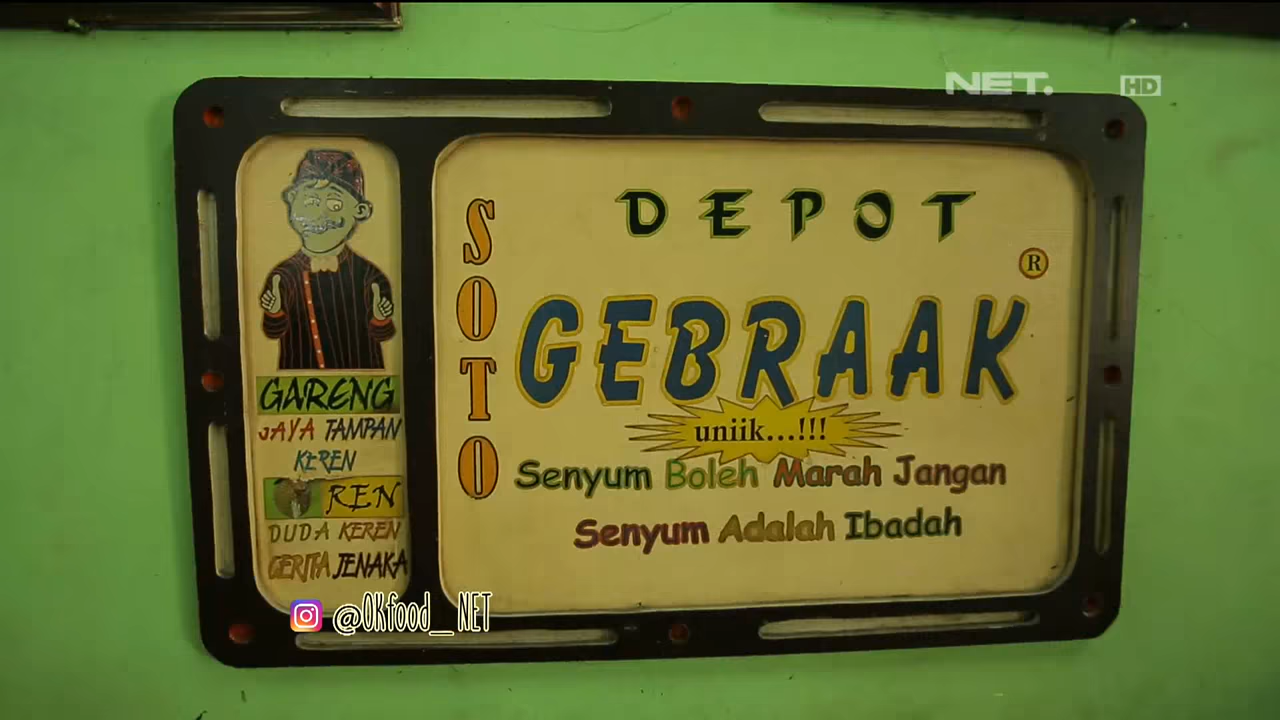 NET.
HD
SOTO
DEPOT
GEBRAAK
R
uniik...!!!
Senyum Boleh Marah Jangan
Senyum Adalah Ibadah
GARENG
JAYA TAMPAN
KEREN
REN
DUDA KEREN
CERITA JENAKA
@OKfood_NET